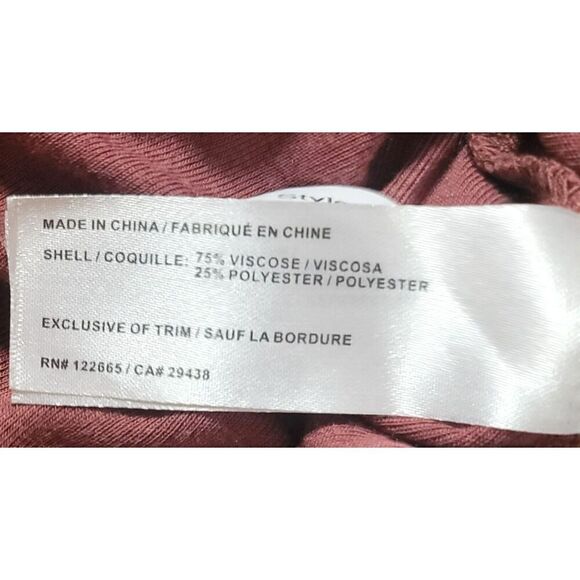 Style
MADE IN CHINA / FABRIQUÉ EN CHINE
SHELL / COQUILLE: 75% VISCOSE / VISCOSA
25% POLYESTER / POLYESTER
EXCLUSIVE OF TRIM / SAUF LA BORDURE
RN# 122665 / CA# 29438